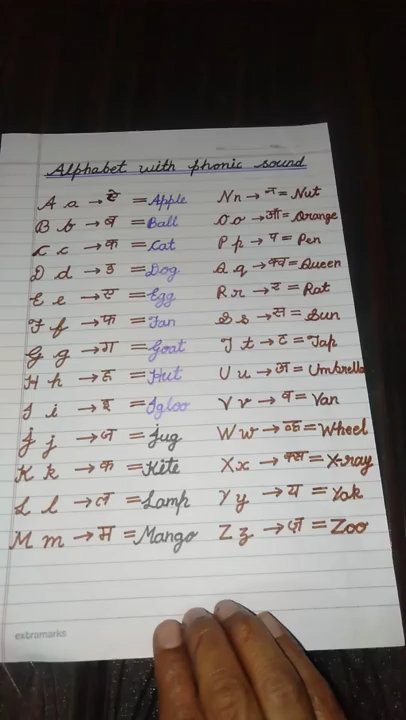 Alphabet with phonic sound
A a → ऐ = Apple
B b → ब = Ball
C c → क = Cat
D d → ड = Dog
E e → ए = Egg
F f → फ = Fan
G g → ग = Goat
H h → ह = Hut
I i → इ = Igloo
J j → ज = Jug
K k → क = Kite
L l → ल = Lamp
M m → म = Mango
N n → न = Nut
O o → ऑ = Orange
P p → प = Pen
Q q → क्व = Queen
R r → र = Rat
S s → स = Sun
T t → ट = Tap
U u → अ = Umbrella
V v → व = Van
W w → व्ह = Wheel
X x → क्स = X-ray
Y y → य = Yak
Z z → ज़ = Zoo
extramarks